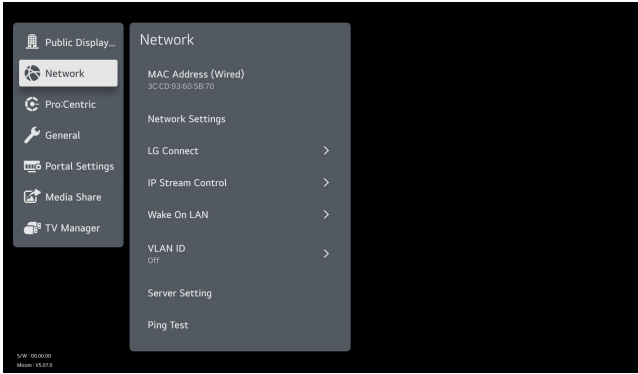 Public Display...
Network
Pro:Centric
General
Portal Settings
Media Share
TV Manager
Network
MAC Address (Wired)
3C:CD:93:60:5B:70
Network Settings
LG Connect
IP Stream Control
Wake On LAN
VLAN ID
Off
Server Setting
Ping Test
S/W : 00.00.00
Micom : V5.07.0